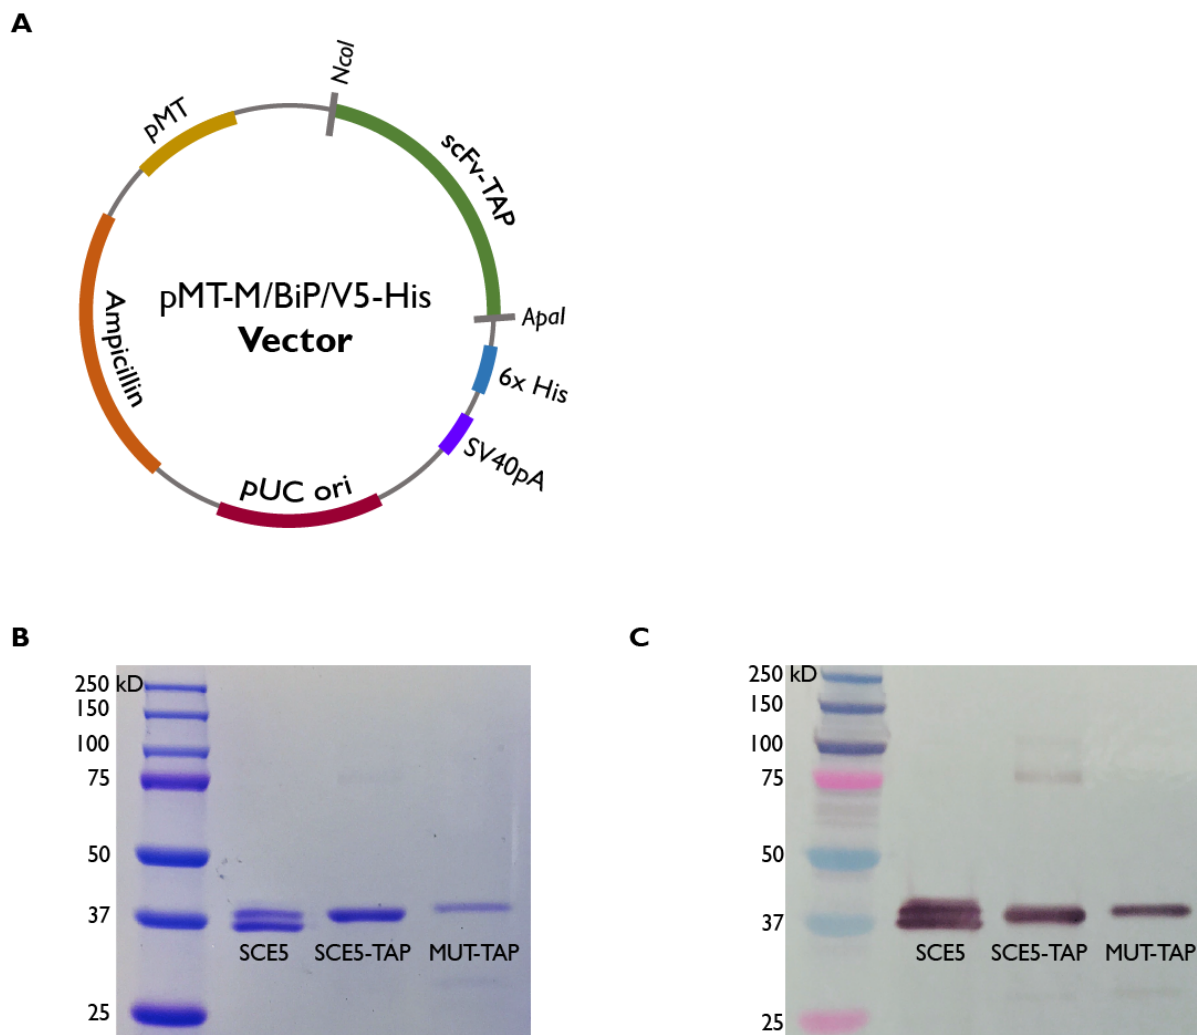 A
NcoI
pMT
scFv-TAP
pMT-M/BiP/V5-His
Vector
ApaI
Ampicillin
6x His
SV40pA
pUC ori
B
250 kD
150
100
75
50
37
25
SCE5 SCE5-TAP MUT-TAP
C
250 kD
150
100
75
50
37
25
SCE5 SCE5-TAP MUT-TAP